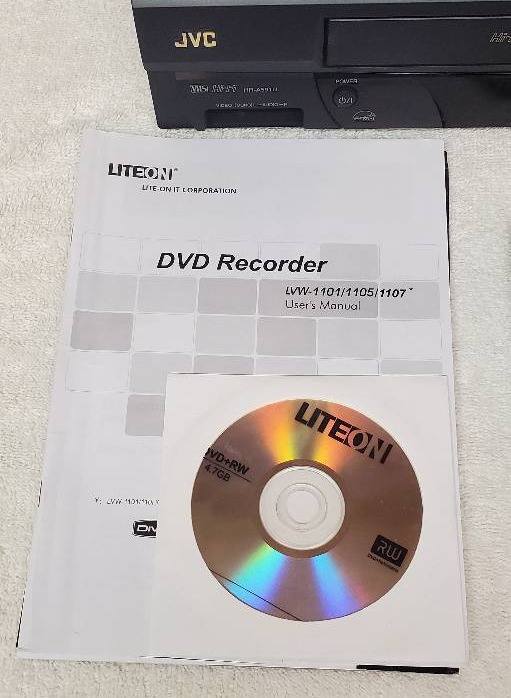 JVC
POWER
LITEON
LITE-ON IT CORPORATION
DVD Recorder
LVW-1101/1105/1107
User's Manual
LITEON
DVD+RW
4.7GB
RW